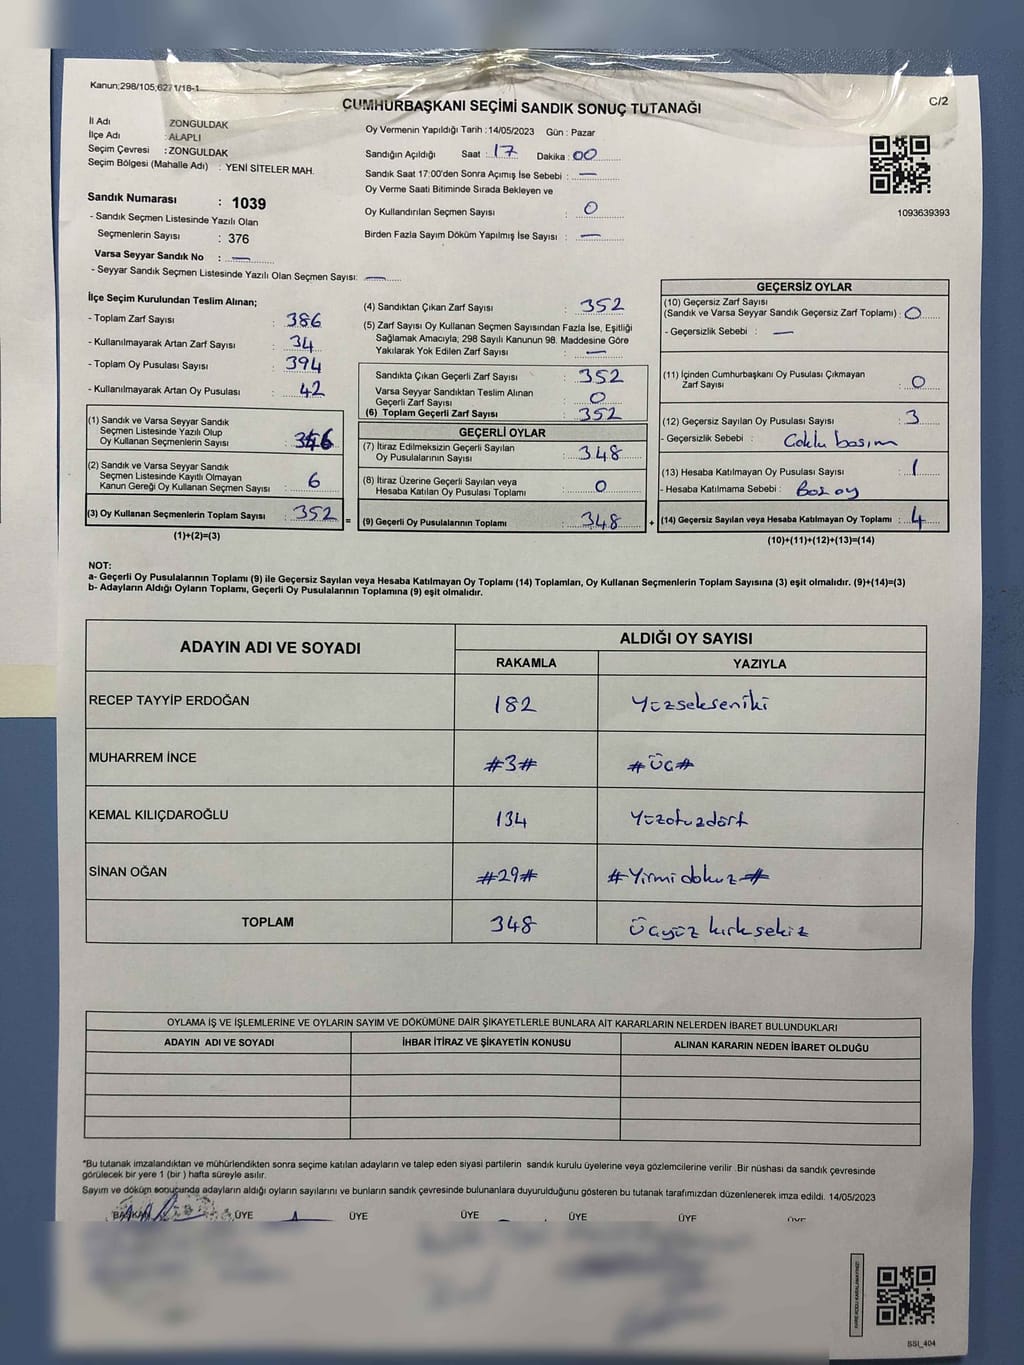 Kanun;298/105,6271/18-1
CUMHURBAŞKANI SEÇİMİ SANDIK SONUÇ TUTANAĞI
C/2
İl Adı ZONGULDAK
İlçe Adı : ALAPLI
Seçim Çevresi : ZONGULDAK
Seçim Bölgesi (Mahalle Adı) : YENİ SİTELER MAH.
Oy Vermenin Yapıldığı Tarih : 14/05/2023 Gün : Pazar
Sandığın Açıldığı Saat : 17 Dakika : 00
Sandık Saat 17:00'den Sonra Açımış İse Sebebi : —
Oy Verme Saati Bitiminde Sırada Bekleyen ve
Oy Kullandırılan Seçmen Sayısı : 0
Birden Fazla Sayım Döküm Yapılmış İse Sayısı : —
1093639393
Sandık Numarası : 1039
- Sandık Seçmen Listesinde Yazılı Olan
Seçmenlerin Sayısı : 376
Varsa Seyyar Sandık No : —
- Seyyar Sandık Seçmen Listesinde Yazılı Olan Seçmen Sayısı: —
İlçe Seçim Kurulundan Teslim Alınan;
- Toplam Zarf Sayısı : 386
- Kullanılmayarak Artan Zarf Sayısı : 34
- Toplam Oy Pusulası Sayısı : 394
- Kullanılmayarak Artan Oy Pusulası : 42
(1) Sandık ve Varsa Seyyar Sandık
Seçmen Listesinde Yazılı Olup
Oy Kullanan Seçmenlerin Sayısı : 346
(2) Sandık ve Varsa Seyyar Sandık
Seçmen Listesinde Kayıtlı Olmayan
Kanun Gereği Oy Kullanan Seçmen Sayısı : 6
(3) Oy Kullanan Seçmenlerin Toplam Sayısı : 352 =
(1)+(2)=(3)
(4) Sandıktan Çıkan Zarf Sayısı : 352
(5) Zarf Sayısı Oy Kullanan Seçmen Sayısından Fazla İse, Eşitliği
Sağlamak Amacıyla; 298 Sayılı Kanunun 98. Maddesine Göre
Yakılarak Yok Edilen Zarf Sayısı : —
Sandıkta Çıkan Geçerli Zarf Sayısı : 352
Varsa Seyyar Sandıktan Teslim Alınan
Geçerli Zarf Sayısı : 0
(6) Toplam Geçerli Zarf Sayısı : 352
GEÇERLİ OYLAR
(7) İtiraz Edilmeksizin Geçerli Sayılan
Oy Pusulalarının Sayısı : 348
(8) İtiraz Üzerine Geçerli Sayılan veya
Hesaba Katılan Oy Pusulası Toplamı : 0
(9) Geçerli Oy Pusulalarının Toplamı : 348 +
GEÇERSİZ OYLAR
(10) Geçersiz Zarf Sayısı
(Sandık ve Varsa Seyyar Sandık Geçersiz Zarf Toplamı) : 0
- Geçersizlik Sebebi : —
(11) İçinden Cumhurbaşkanı Oy Pusulası Çıkmayan
Zarf Sayısı : 0
(12) Geçersiz Sayılan Oy Pusulası Sayısı : 3
- Geçersizlik Sebebi : Coklu basım
(13) Hesaba Katılmayan Oy Pusulası Sayısı : 1
- Hesaba Katılmama Sebebi : Boz oy
(14) Geçersiz Sayılan veya Hesaba Katılmayan Oy Toplamı : 4
(10)+(11)+(12)+(13)=(14)
NOT:
a- Geçerli Oy Pusulalarının Toplamı (9) ile Geçersiz Sayılan veya Hesaba Katılmayan Oy Toplamı (14) Toplamları, Oy Kullanan Seçmenlerin Toplam Sayısına (3) eşit olmalıdır. (9)+(14)=(3)
b- Adayların Aldığı Oyların Toplamı, Geçerli Oy Pusulalarının Toplamına (9) eşit olmalıdır.
ADAYIN ADI VE SOYADI ALDIĞI OY SAYISI
RAKAMLA YAZIYLA
RECEP TAYYİP ERDOĞAN 182 Yüzsekseniki
MUHARREM İNCE #3# #ÜÇ#
KEMAL KILIÇDAROĞLU 134 Yüzotuzdört
SİNAN OĞAN #29# #Yirmi dokuz#
TOPLAM 348 Üçyüz kırksekiz
OYLAMA İŞ VE İŞLEMLERİNE VE OYLARIN SAYIM VE DÖKÜMÜNE DAİR ŞİKAYETLERLE BUNLARA AİT KARARLARIN NELERDEN İBARET BULUNDUKLARI
ADAYIN ADI VE SOYADI İHBAR İTİRAZ VE ŞİKAYETİN KONUSU ALINAN KARARIN NEDEN İBARET OLDUĞU
*Bu tutanak imzalandıktan ve mühürlendikten sonra seçime katılan adayların ve talep eden siyasi partilerin sandık kurulu üyelerine veya gözlemcilerine verilir .Bir nüshası da sandık çevresinde
görülecek bir yere 1 (bir ) hafta süreyle asılır.
Sayım ve döküm sonucunda adayların aldığı oyların sayılarını ve bunların sandık çevresinde bulunanlara duyurulduğunu gösteren bu tutanak tarafımızdan düzenlenerek imza edildi. 14/05/2023
BAŞKAN ÜYE ÜYE ÜYE ÜYE ÜYE ÜYE
SSI_404